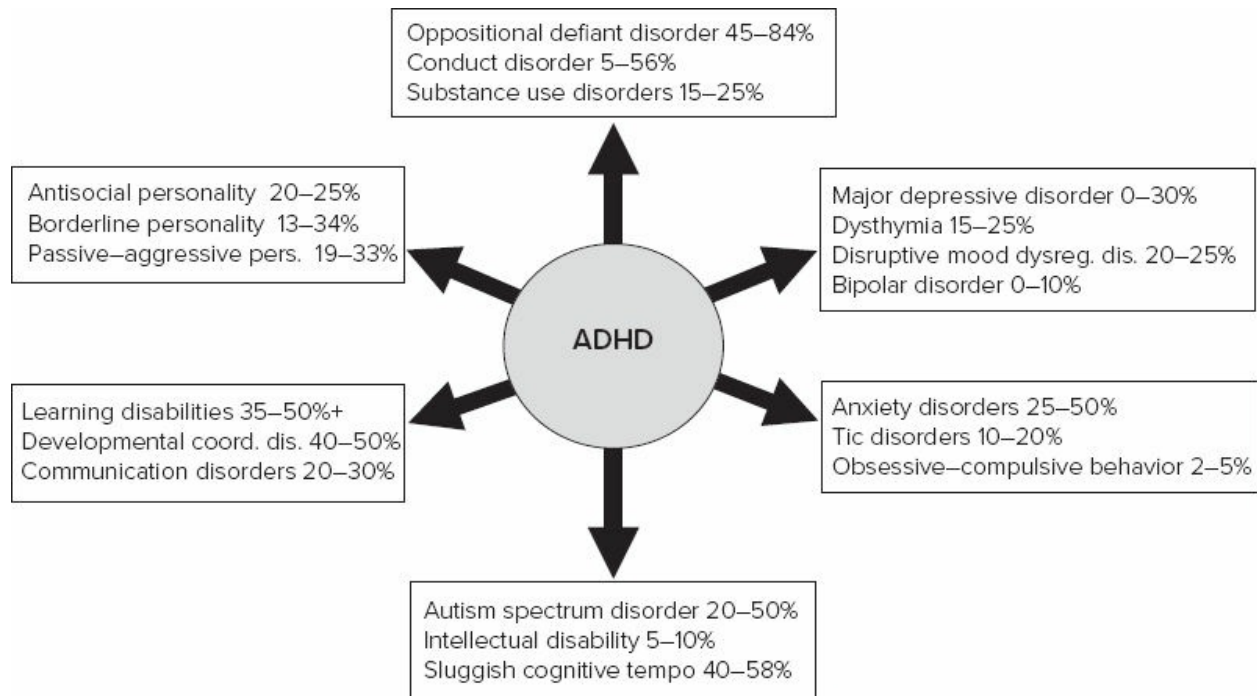 Oppositional defiant disorder 45–84%
Conduct disorder 5–56%
Substance use disorders 15–25%
Antisocial personality 20–25%
Borderline personality 13–34%
Passive–aggressive pers. 19–33%
Major depressive disorder 0–30%
Dysthymia 15–25%
Disruptive mood dysreg. dis. 20–25%
Bipolar disorder 0–10%
ADHD
Learning disabilities 35–50%+
Developmental coord. dis. 40–50%
Communication disorders 20–30%
Anxiety disorders 25–50%
Tic disorders 10–20%
Obsessive–compulsive behavior 2–5%
Autism spectrum disorder 20–50%
Intellectual disability 5–10%
Sluggish cognitive tempo 40–58%